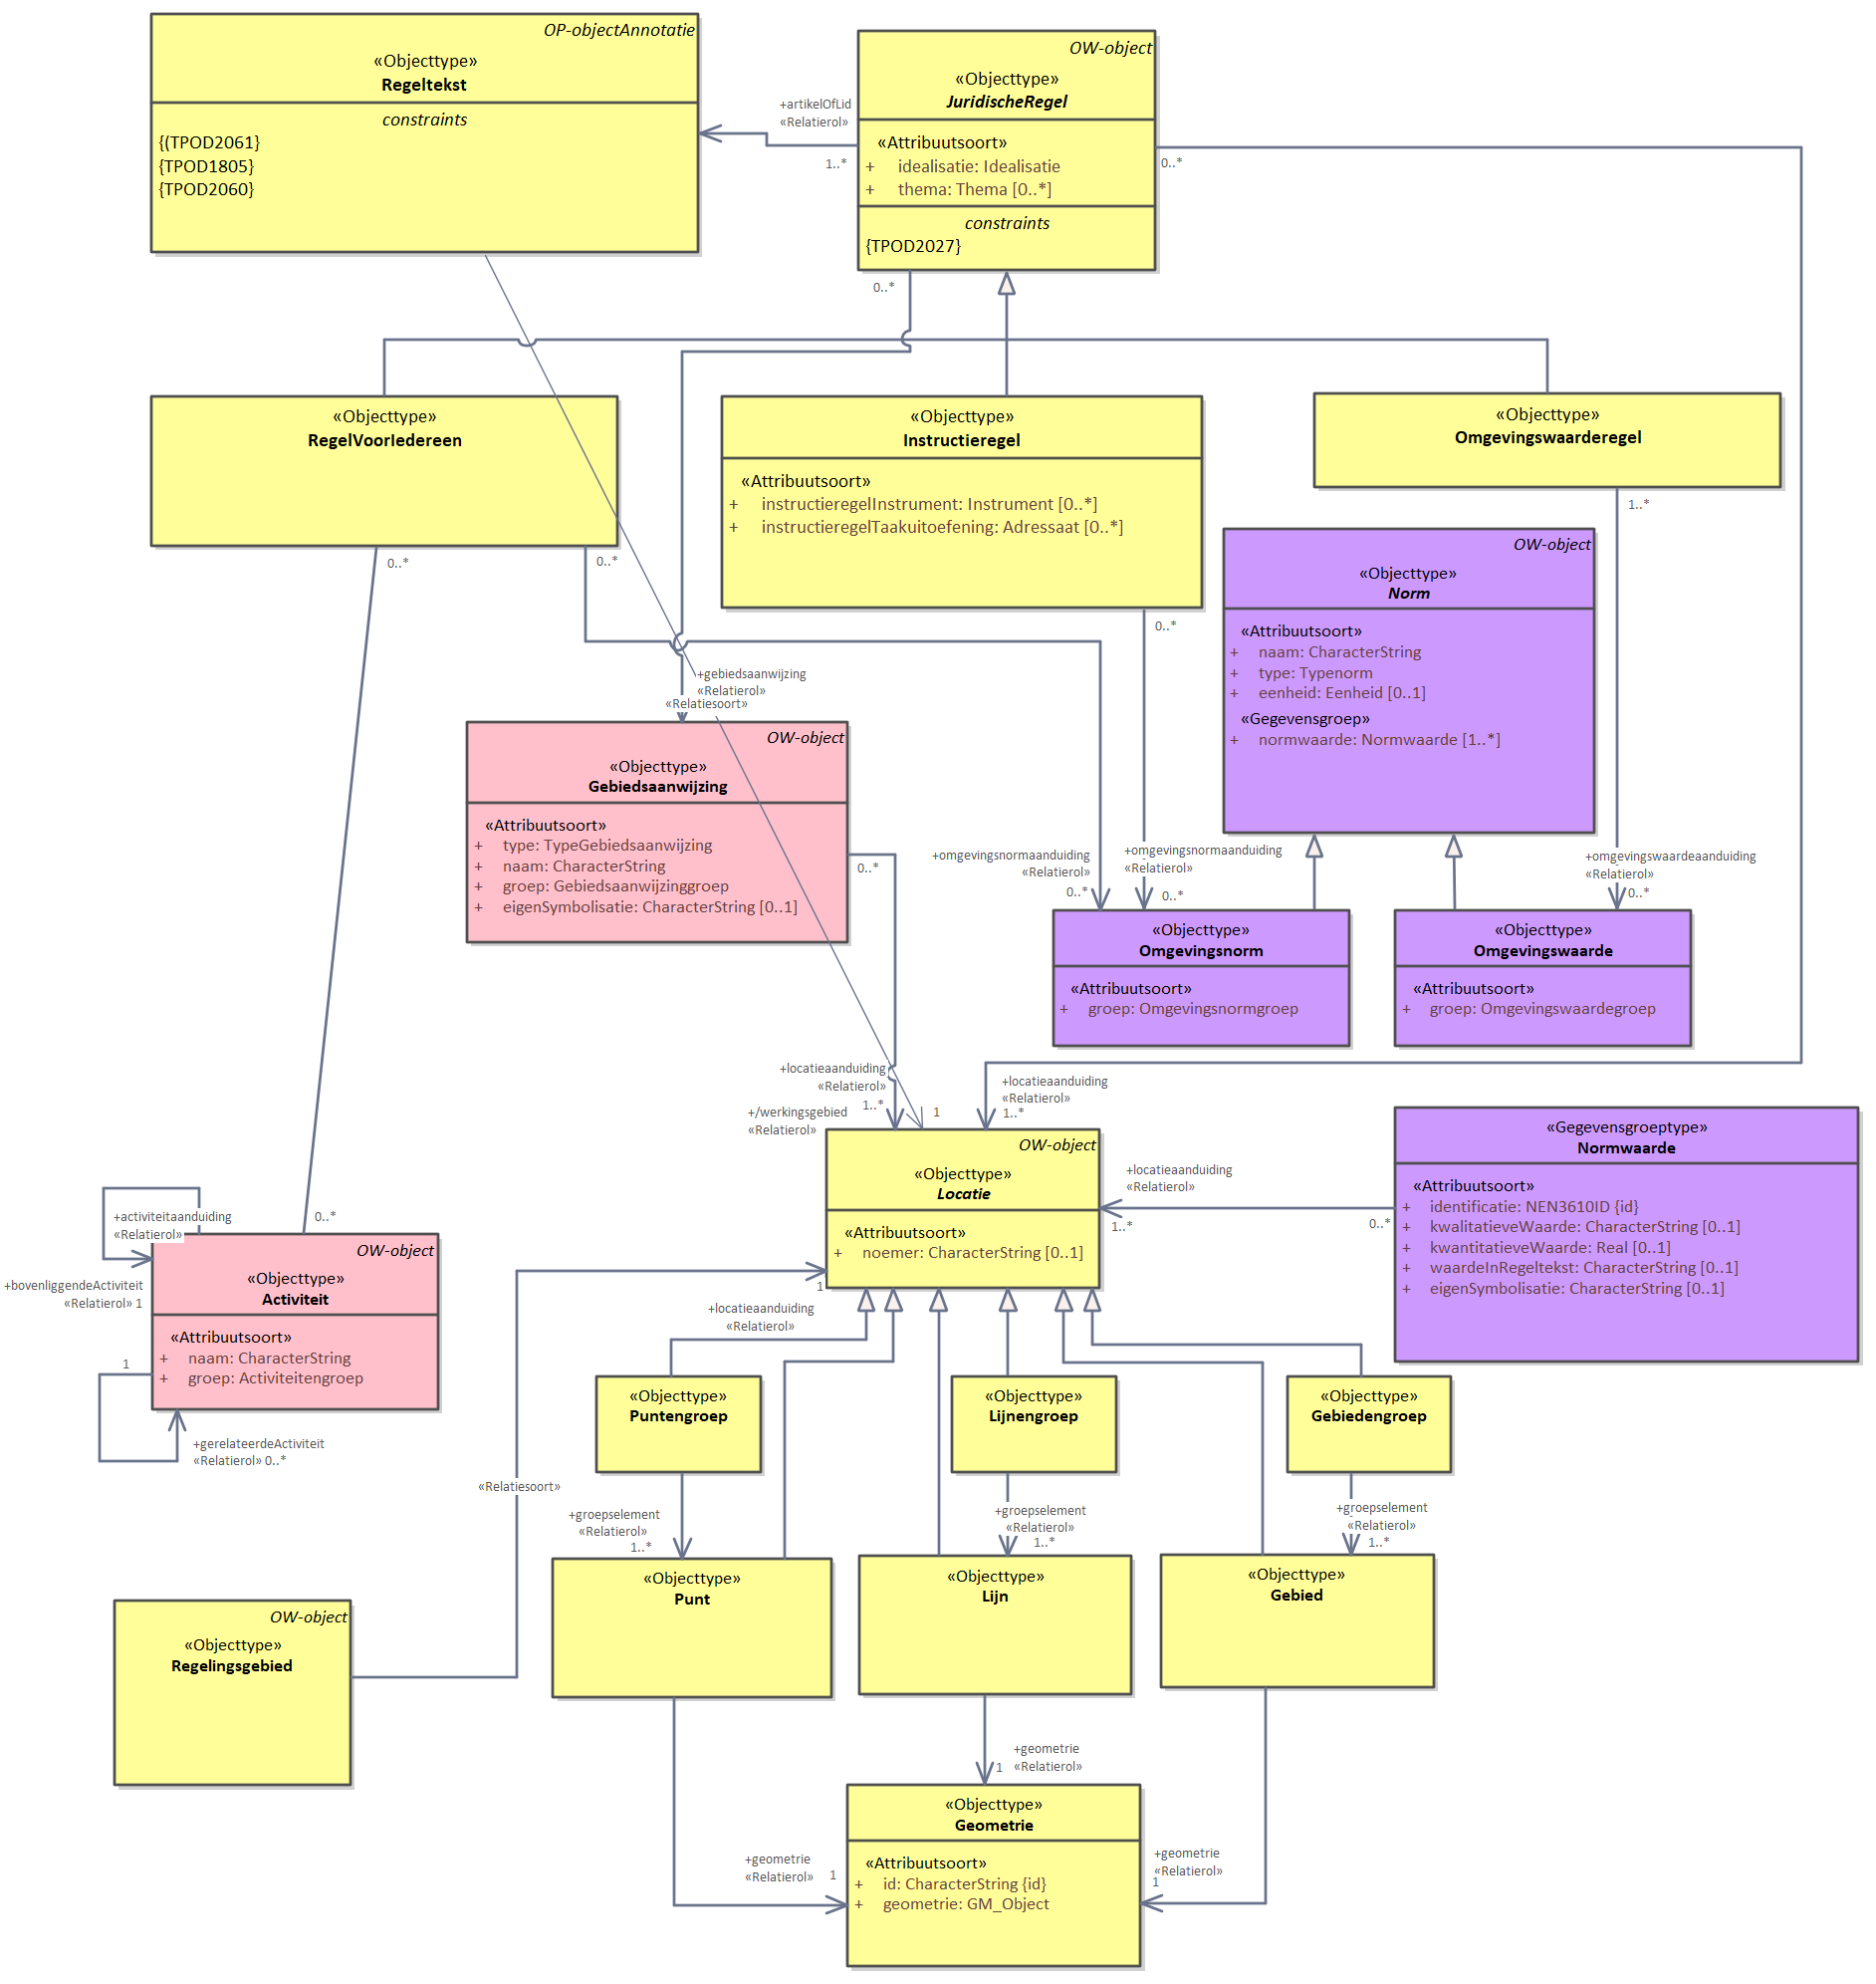 OP-objectAnnotatie
«Objecttype»
Regeltekst
constraints
{(TPOD2061}
{TPOD1805}
{TPOD2060}
+artikelOfLid
«Relatierol»
1..*
OW-object
«Objecttype»
JuridischeRegel
«Attribuutsoort»
+ idealisatie: Idealisatie
+ thema: Thema [0..*]
constraints
{TPOD2027}
0..*
0..*
«Objecttype»
RegelVoorIedereen
0..*
0..*
«Objecttype»
Instructieregel
«Attribuutsoort»
+ instructieregelInstrument: Instrument [0..*]
+ instructieregelTaakuitoefening: Adressaat [0..*]
0..*
«Objecttype»
Omgevingswaarderegel
1..*
OW-object
«Objecttype»
Norm
«Attribuutsoort»
+ naam: CharacterString
+ type: Typenorm
+ eenheid: Eenheid [0..1]
«Gegevensgroep»
+ normwaarde: Normwaarde [1..*]
+gebiedsaanwijzing
«Relatierol»
«Relatiesoort»
OW-object
«Objecttype»
Gebiedsaanwijzing
«Attribuutsoort»
+ type: TypeGebiedsaanwijzing
+ naam: CharacterString
+ groep: Gebiedsaanwijzinggroep
+ eigenSymbolisatie: CharacterString [0..1]
0..*
+omgevingsnormaanduiding
«Relatierol»
0..*
+omgevingsnormaanduiding
«Relatierol»
0..*
+omgevingswaardeaanduiding
«Relatierol»
0..*
«Objecttype»
Omgevingsnorm
«Attribuutsoort»
+ groep: Omgevingsnormgroep
«Objecttype»
Omgevingswaarde
«Attribuutsoort»
+ groep: Omgevingswaardegroep
+locatieaanduiding
«Relatierol»
1..*
+/werkingsgebied
«Relatierol»
1
+locatieaanduiding
«Relatierol»
1..*
OW-object
«Objecttype»
Locatie
«Attribuutsoort»
+ noemer: CharacterString [0..1]
+locatieaanduiding
«Relatierol»
1..*
0..*
«Gegevensgroeptype»
Normwaarde
«Attribuutsoort»
+ identificatie: NEN3610ID {id}
+ kwalitatieveWaarde: CharacterString [0..1]
+ kwantitatieveWaarde: Real [0..1]
+ waardeInRegeltekst: CharacterString [0..1]
+ eigenSymbolisatie: CharacterString [0..1]
+activiteitaanduiding
«Relatierol»
0..*
+bovenliggendeActiviteit
«Relatierol» 1
OW-object
«Objecttype»
Activiteit
«Attribuutsoort»
+ naam: CharacterString
+ groep: Activiteitengroep
1
+gerelateerdeActiviteit
«Relatierol» 0..*
1
+locatieaanduiding
«Relatierol»
«Relatiesoort»
«Objecttype»
Puntengroep
«Objecttype»
Lijnengroep
«Objecttype»
Gebiedengroep
+groepselement
«Relatierol»
1..*
+groepselement
«Relatierol»
1..*
+groepselement
«Relatierol»
1..*
«Objecttype»
Punt
«Objecttype»
Lijn
«Objecttype»
Gebied
OW-object
«Objecttype»
Regelingsgebied
+geometrie
«Relatierol»
1
+geometrie
«Relatierol»
1
+geometrie
«Relatierol»
1
«Objecttype»
Geometrie
«Attribuutsoort»
+ id: CharacterString {id}
+ geometrie: GM_Object